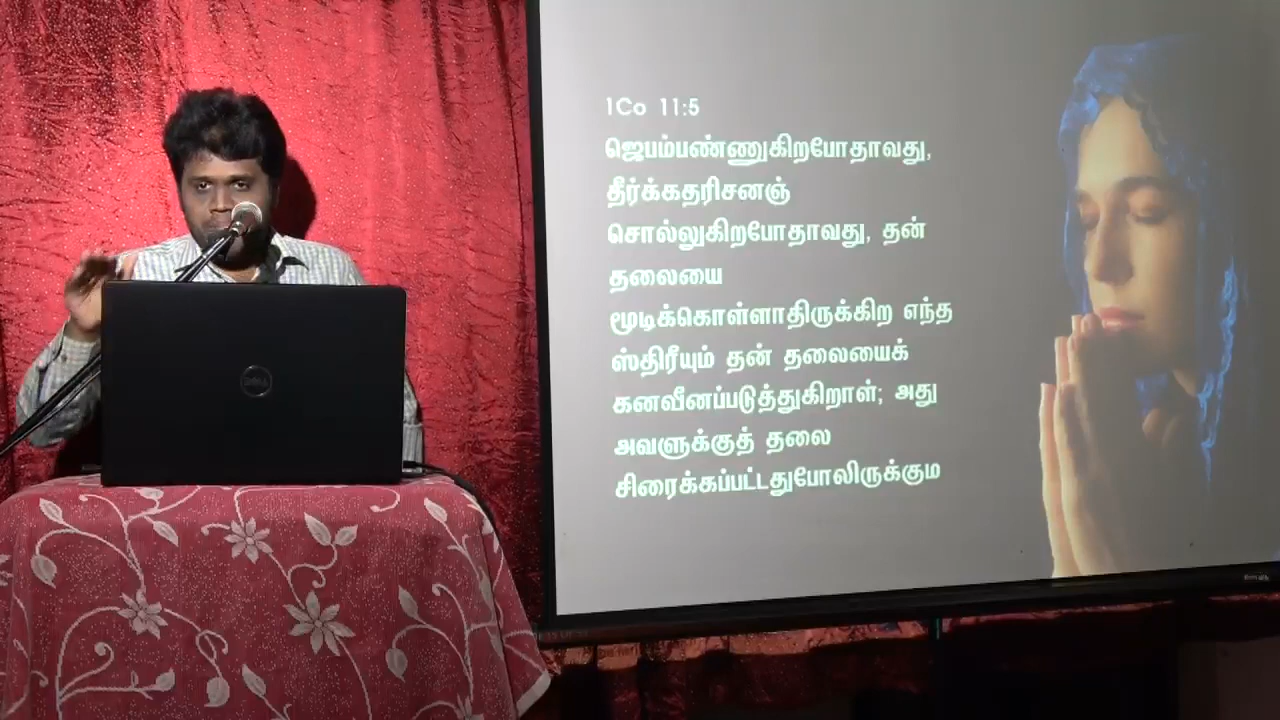 1Co 11:5
ஜெபம்பண்ணுகிறபோதாவது,
தீர்க்கதரிசனஞ்
சொல்லுகிறபோதாவது, தன்
தலையை
மூடிக்கொள்ளாதிருக்கிற எந்த
ஸ்திரீயும் தன் தலையைக்
கனவீனப்படுத்துகிறாள்; அது
அவளுக்குத் தலை
சிரைக்கப்பட்டதுபோலிருக்கும
DELL